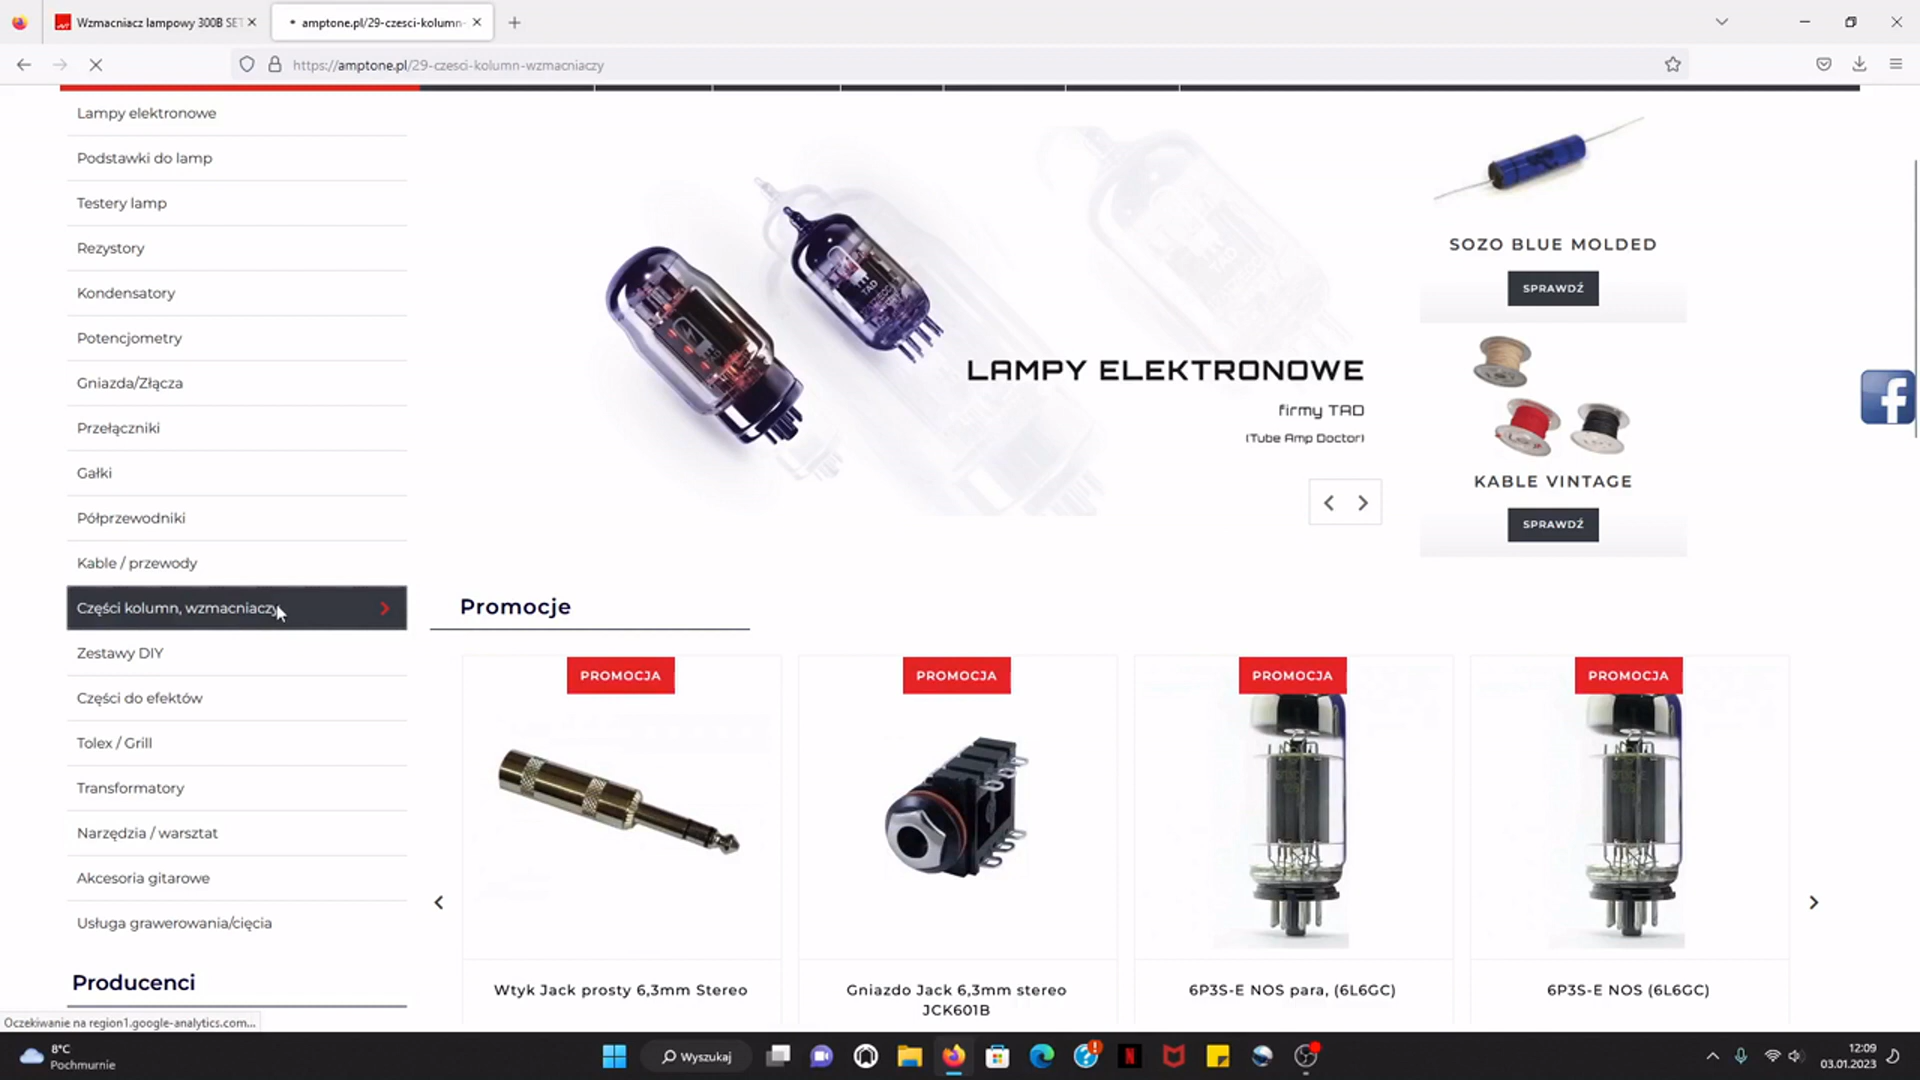 Wzmacniacz lampowy 300B SET
amptone.pl/29-czesci-kolumn-
https://amptone.pl/29-czesci-kolumn-wzmacniaczy
Lampy elektronowe
Podstawki do lamp
Testery lamp
Rezystory
Kondensatory
Potencjometry
Gniazda/Złącza
Przełączniki
Gałki
Półprzewodniki
Kable / przewody
Części kolumn, wzmacniaczy
Zestawy DIY
Części do efektów
Tolex / Grill
Transformatory
Narzędzia / warsztat
Akcesoria gitarowe
Usługa grawerowania/cięcia
Producenci
LAMPY ELEKTRONOWE
firmy TAD
(Tube Amp Doctor)
SOZO BLUE MOLDED
SPRAWDŹ
KABLE VINTAGE
SPRAWDŹ
Promocje
PROMOCJA
PROMOCJA
PROMOCJA
PROMOCJA
Wtyk Jack prosty 6,3mm Stereo
Gniazdo Jack 6,3mm stereo
JCK601B
6P3S-E NOS para, (6L6GC)
6P3S-E NOS (6L6GC)
Oczekiwanie na region1.google-analytics.com...
8°C
Pochmurnie
Wyszukaj
12:09
03.01.2023